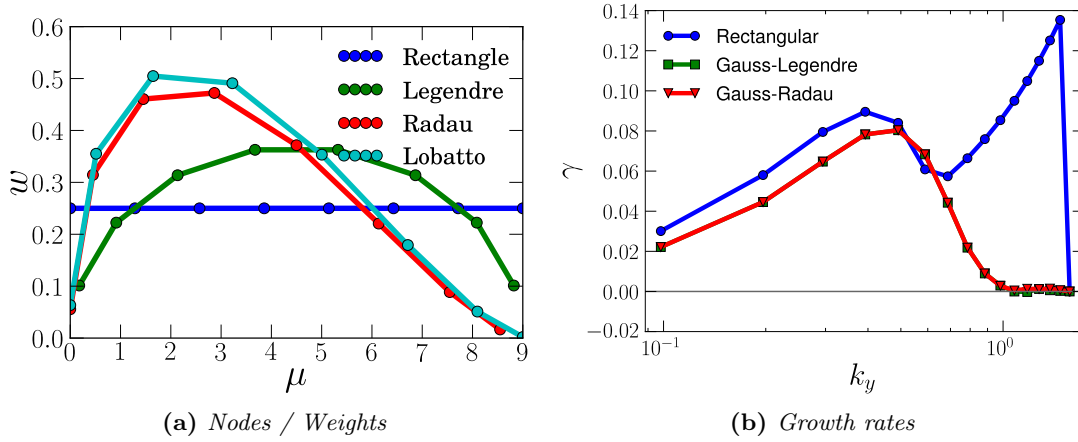 0.6
0.5
0.4
0.3
0.2
0.1
0.0
w
0 1 2 3 4 5 6 7 8 9
μ
Rectangle
Legendre
Radau
Lobatto
(a) Nodes / Weights
0.14
0.12
0.10
0.08
0.06
0.04
0.02
0.00
−0.02
γ
10⁻¹ 10⁰
k_y
Rectangular
Gauss-Legendre
Gauss-Radau
(b) Growth rates